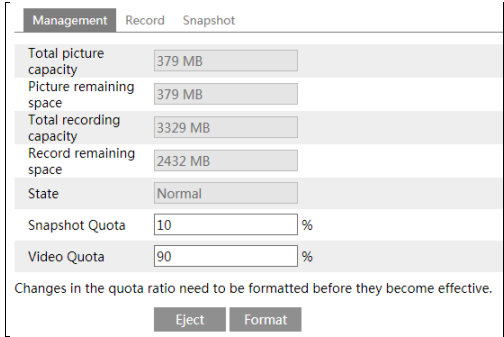 Management Record Snapshot
Total picture
capacity
379 MB
Picture remaining
space
379 MB
Total recording
capacity
3329 MB
Record remaining
space
2432 MB
State
Normal
Snapshot Quota
10 %
Video Quota
90 %
Changes in the quota ratio need to be formatted before they become effective.
Eject Format